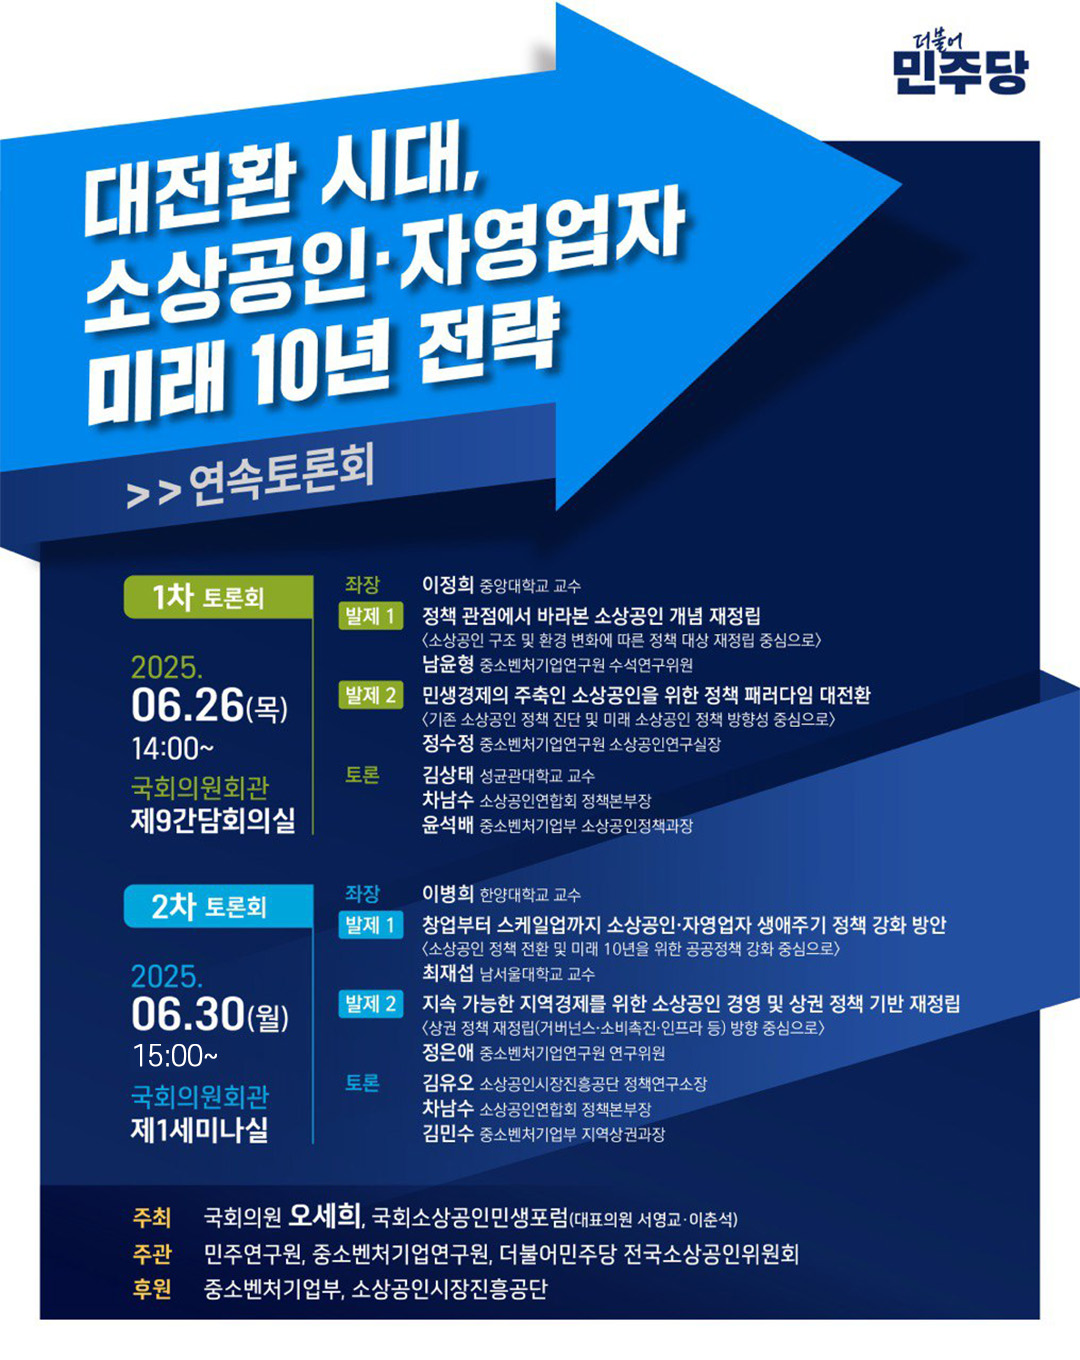 더불어
민주당
대전환 시대,
소상공인·자영업자
미래 10년 전략
>>연속토론회
1차 토론회
2025.
06.26(목)
14:00~
국회의원회관
제9간담회의실
좌장 이정희 중앙대학교 교수
발제 1 정책 관점에서 바라본 소상공인 개념 재정립
<소상공인 구조 및 환경 변화에 따른 정책 대상 재정립 중심으로>
남윤형 중소벤처기업연구원 수석연구위원
발제 2 민생경제의 주축인 소상공인을 위한 정책 패러다임 대전환
<기존 소상공인 정책 진단 및 미래 소상공인 정책 방향성 중심으로>
정수정 중소벤처기업연구원 소상공인연구실장
토론 김상태 성균관대학교 교수
차남수 소상공인연합회 정책본부장
윤석배 중소벤처기업부 소상공인정책과장
2차 토론회
2025.
06.30(월)
15:00~
국회의원회관
제1세미나실
좌장 이병희 한양대학교 교수
발제 1 창업부터 스케일업까지 소상공인·자영업자 생애주기 정책 강화 방안
<소상공인 정책 전환 및 미래 10년을 위한 공공정책 강화 중심으로>
최재섭 남서울대학교 교수
발제 2 지속 가능한 지역경제를 위한 소상공인 경영 및 상권 정책 기반 재정립
<상권 정책 재정립(거버넌스·소비촉진·인프라 등) 방향 중심으로>
정은애 중소벤처기업연구원 연구위원
토론 김유오 소상공인시장진흥공단 정책연구소장
차남수 소상공인연합회 정책본부장
김민수 중소벤처기업부 지역상권과장
주최 국회의원 오세희, 국회소상공인민생포럼(대표의원 서영교·이춘석)
주관 민주연구원, 중소벤처기업연구원, 더불어민주당 전국소상공인위원회
후원 중소벤처기업부, 소상공인시장진흥공단